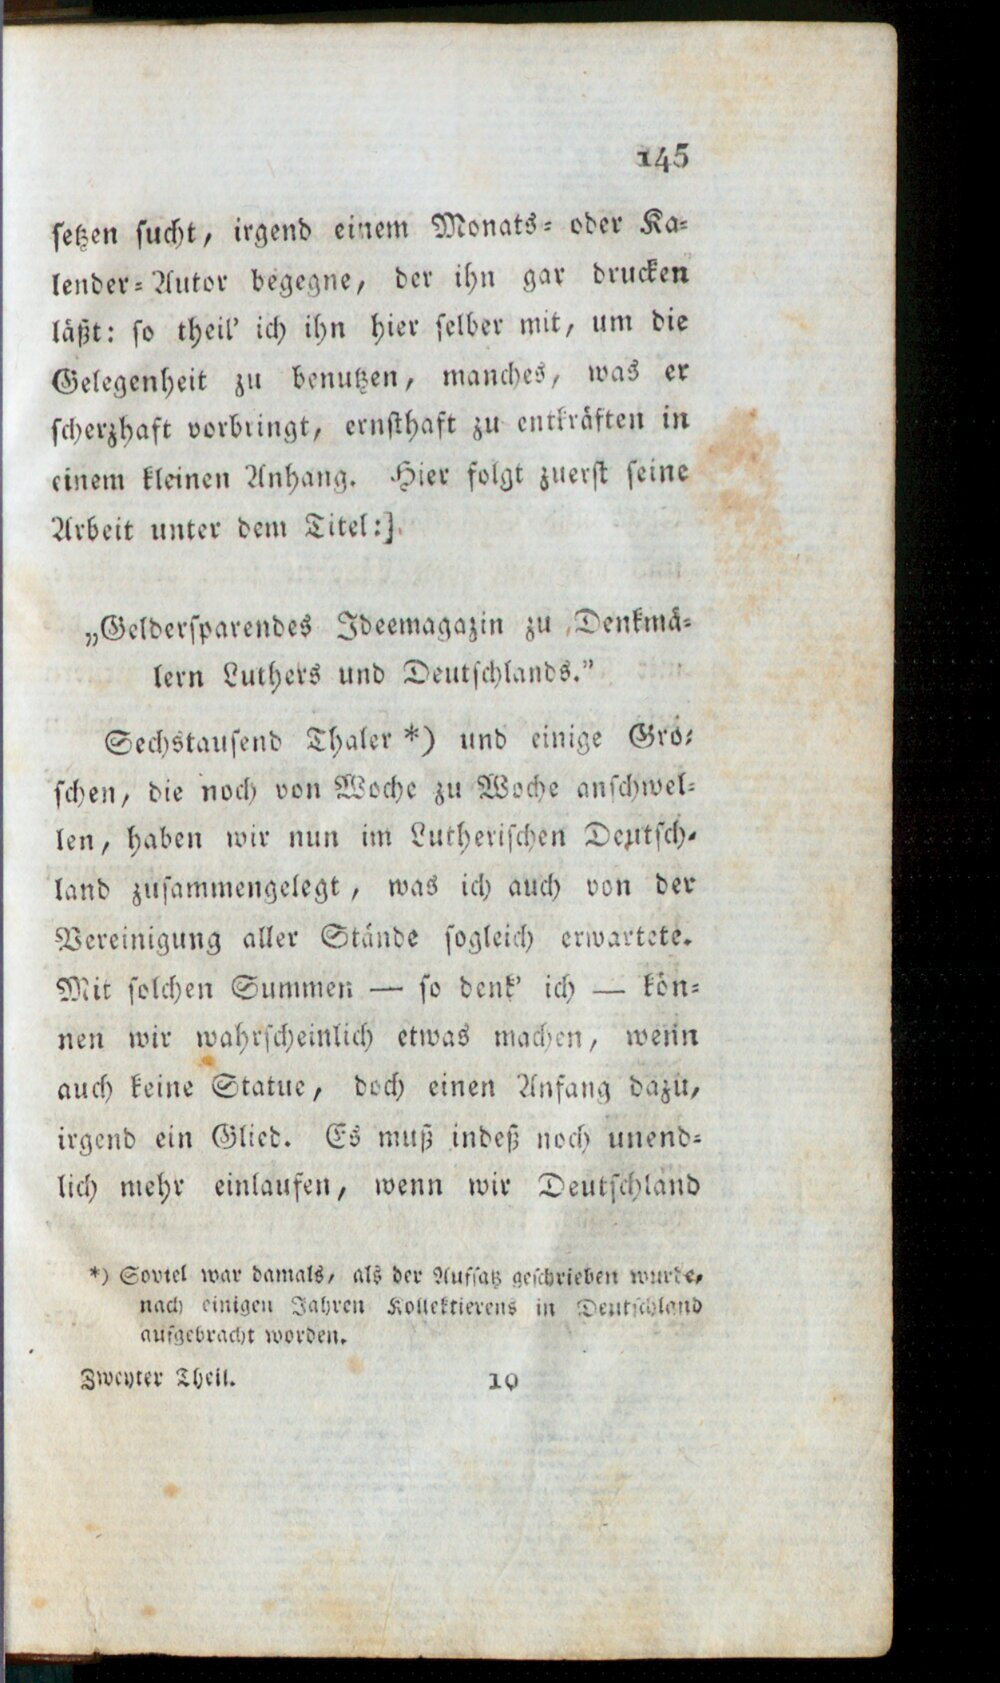 145
setzen sucht, irgend einem Monats- oder Ka-
lender-Autor begegne, der ihn gar drucken
läßt: so theil' ich ihn hier selber mit, um die
Gelegenheit zu benutzen, manches, was er
scherzhaft vorbringt, ernsthaft zu entkräften in
einem kleinen Anhang. Hier folgt zuerst seine
Arbeit unter dem Titel:].
„Geldersparendes Ideemagazin zu Denkmä-
lern Luthers und Deutschlands.”
Sechstausend Thaler *) und einige Gro-
schen, die noch von Woche zu Woche anschwel-
len, haben wir nun im Lutherischen Deutsch-
land zusammengelegt, was ich auch von der
Vereinigung aller Stände sogleich erwartete.
Mit solchen Summen — so denk' ich — kön-
nen wir wahrscheinlich etwas machen, wenn
auch keine Statue, doch einen Anfang dazu,
irgend ein Glied. Es muß indeß noch unend-
lich mehr einlaufen, wenn wir Deutschland
*) Soviel war damals, als der Aufsatz geschrieben wurde,
nach einigen Jahren Kollektierens in Deutschland
aufgebracht worden.
Zweyter Theil. 10